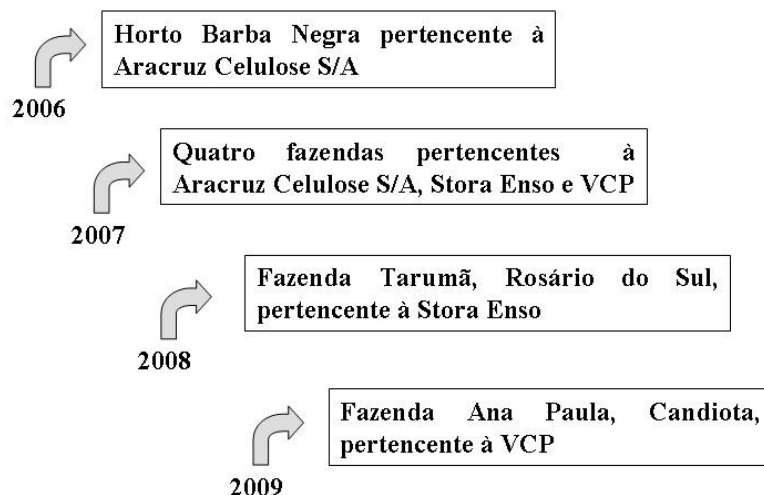 Horto Barba Negra pertencente à
Aracruz Celulose S/A
2006
Quatro fazendas pertencentes à
Aracruz Celulose S/A, Stora Enso e VCP
2007
Fazenda Tarumã, Rosário do Sul,
pertencente à Stora Enso
2008
Fazenda Ana Paula, Candiota,
pertencente à VCP
2009